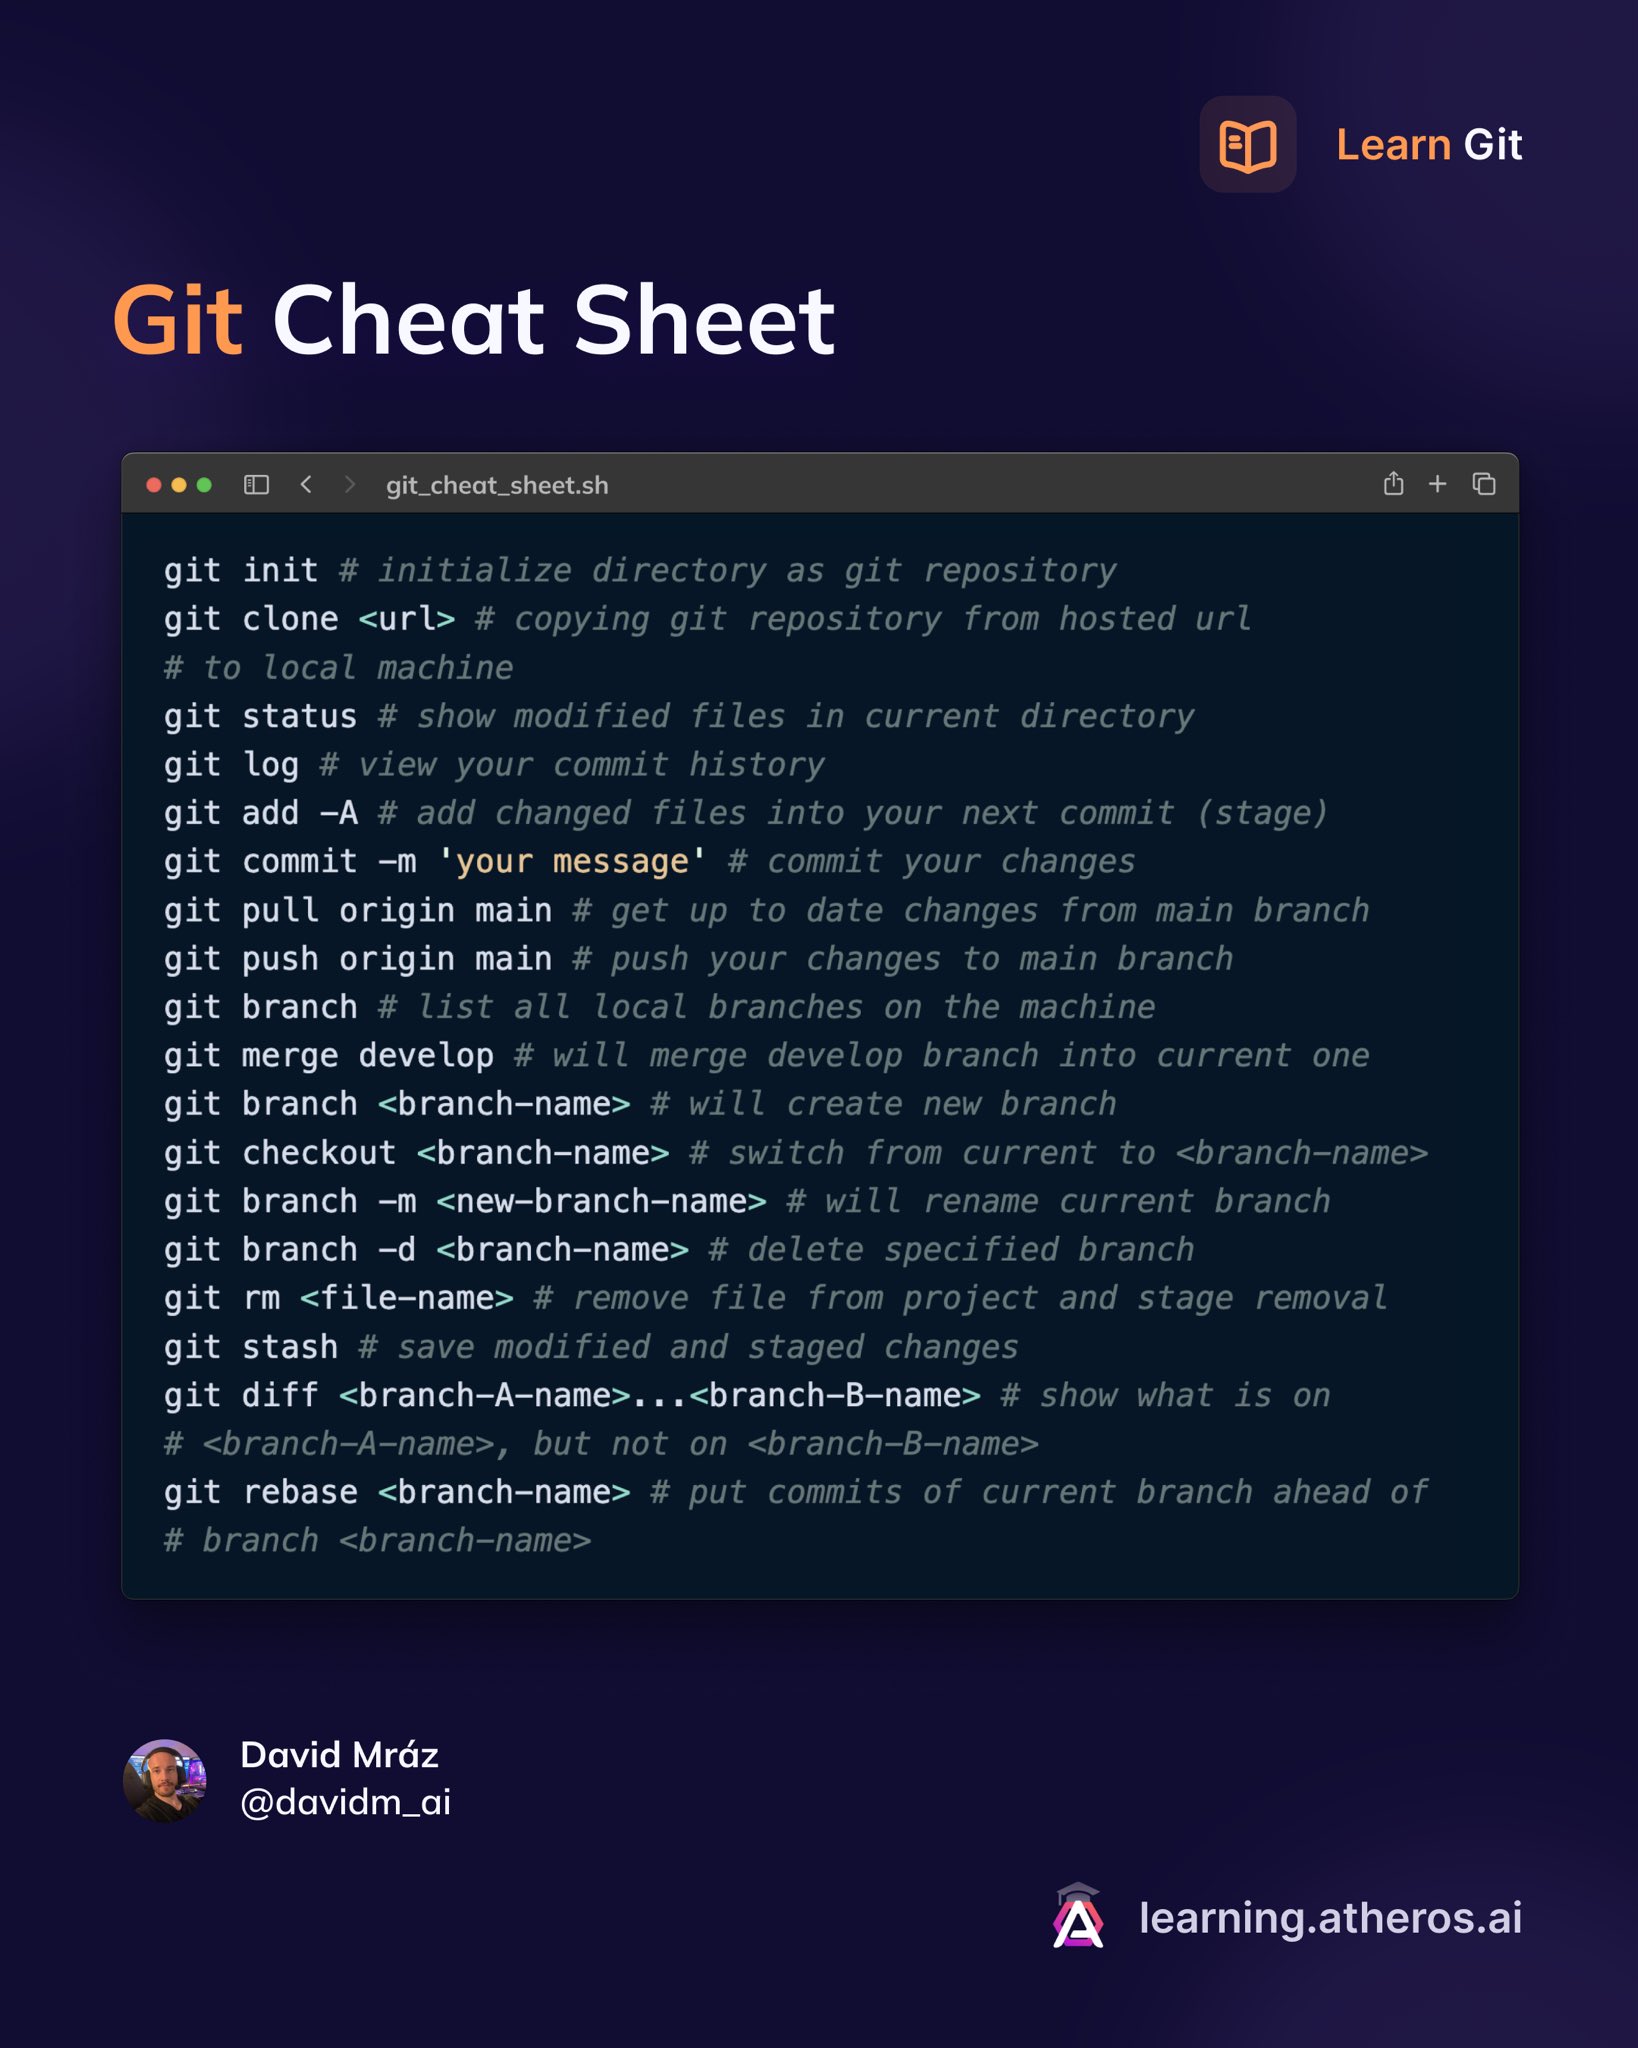 Learn Git
Git Cheat Sheet
git_cheat_sheet.sh
git init # initialize directory as git repository
git clone <url> # copying git repository from hosted url
# to local machine
git status # show modified files in current directory
git log # view your commit history
git add -A # add changed files into your next commit (stage)
git commit -m 'your message' # commit your changes
git pull origin main # get up to date changes from main branch
git push origin main # push your changes to main branch
git branch # list all local branches on the machine
git merge develop # will merge develop branch into current one
git branch <branch-name> # will create new branch
git checkout <branch-name> # switch from current to <branch-name>
git branch -m <new-branch-name> # will rename current branch
git branch -d <branch-name> # delete specified branch
git rm <file-name> # remove file from project and stage removal
git stash # save modified and staged changes
git diff <branch-A-name>...<branch-B-name> # show what is on
# <branch-A-name>, but not on <branch-B-name>
git rebase <branch-name> # put commits of current branch ahead of
# branch <branch-name>
David Mráz
@davidm_ai
learning.atheros.ai